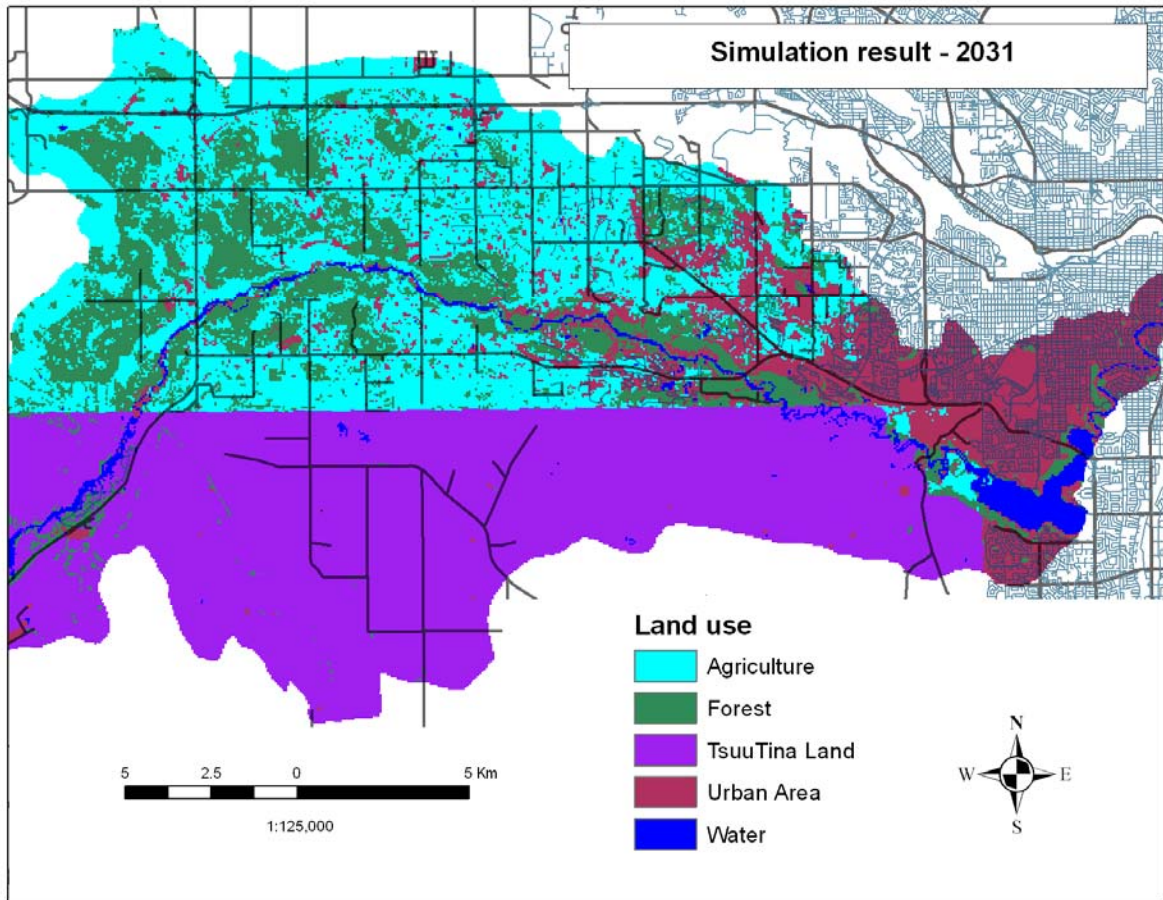 Simulation result - 2031
Land use
Agriculture
Forest
TsuuTina Land
Urban Area
Water
5 2.5 0 5 Km
1:125,000
N
W E
S